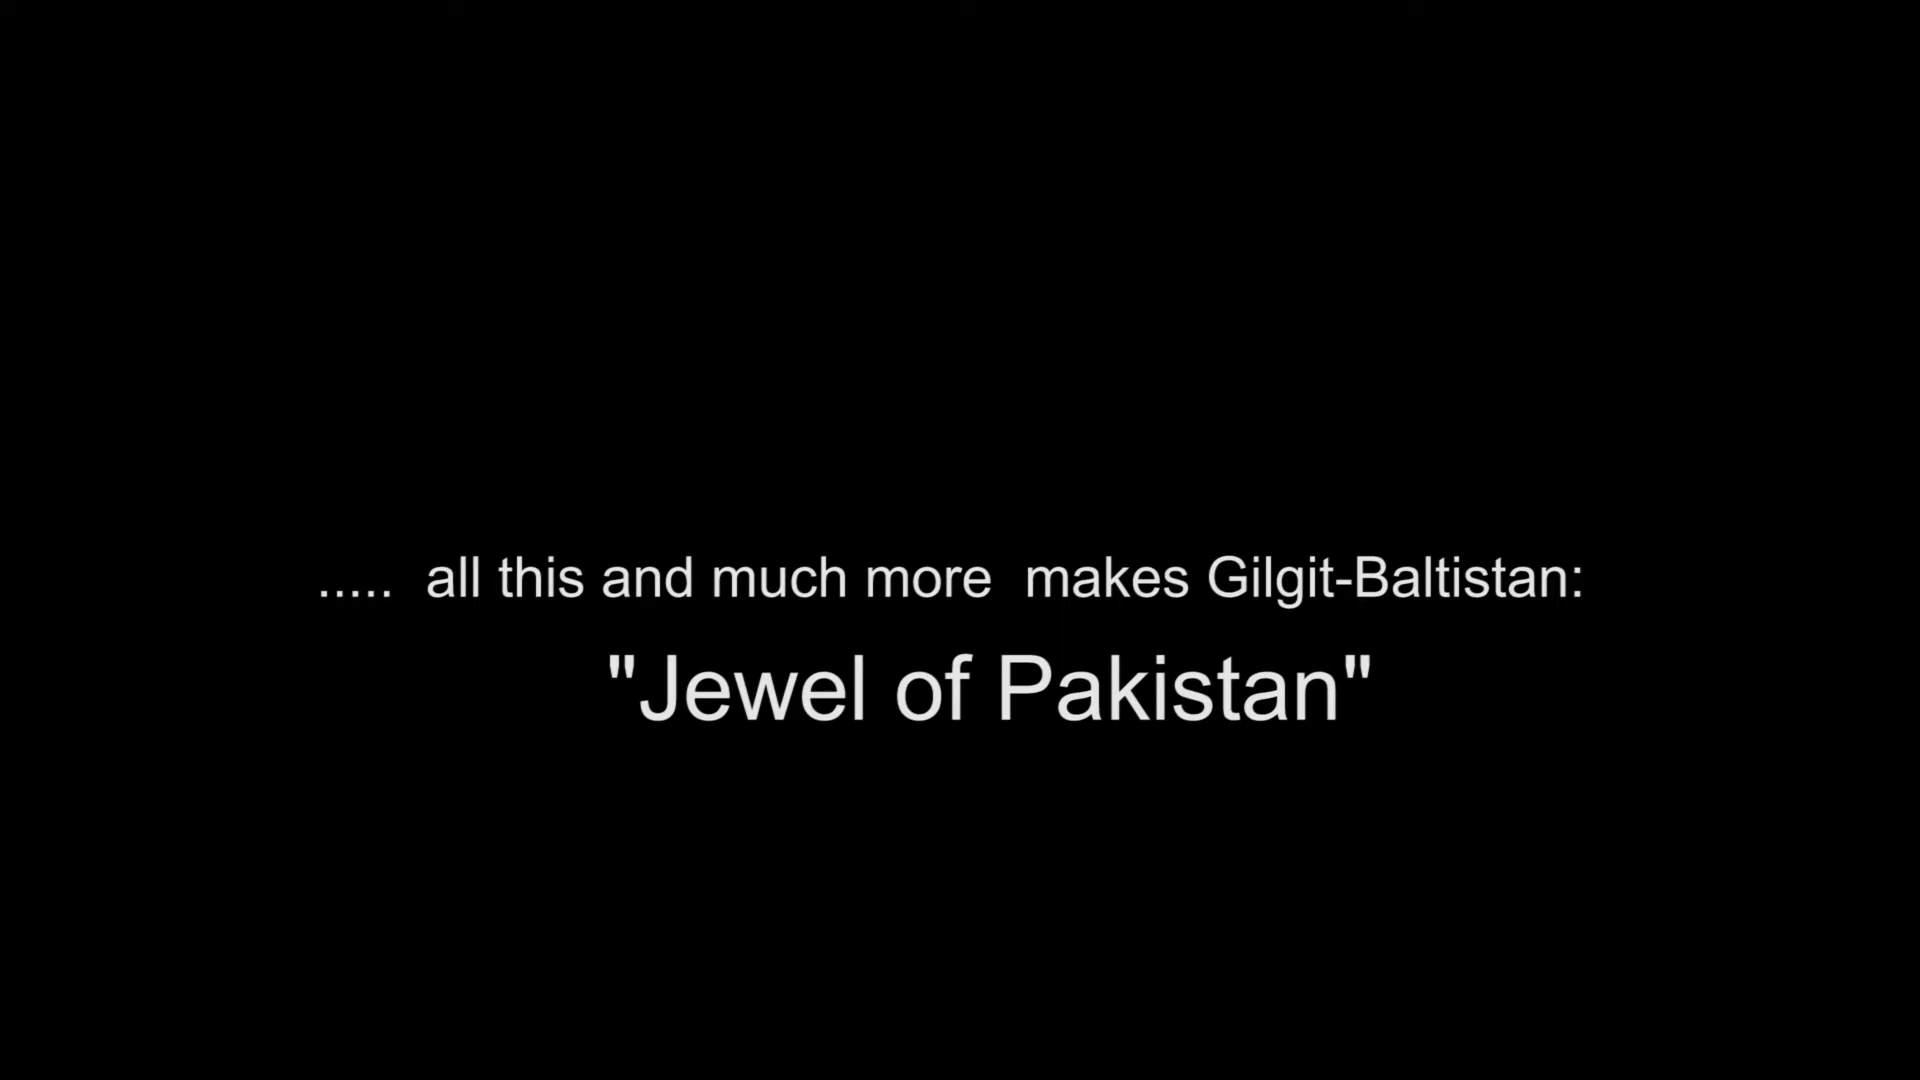 ..... all this and much more makes Gilgit-Baltistan:
"Jewel of Pakistan"